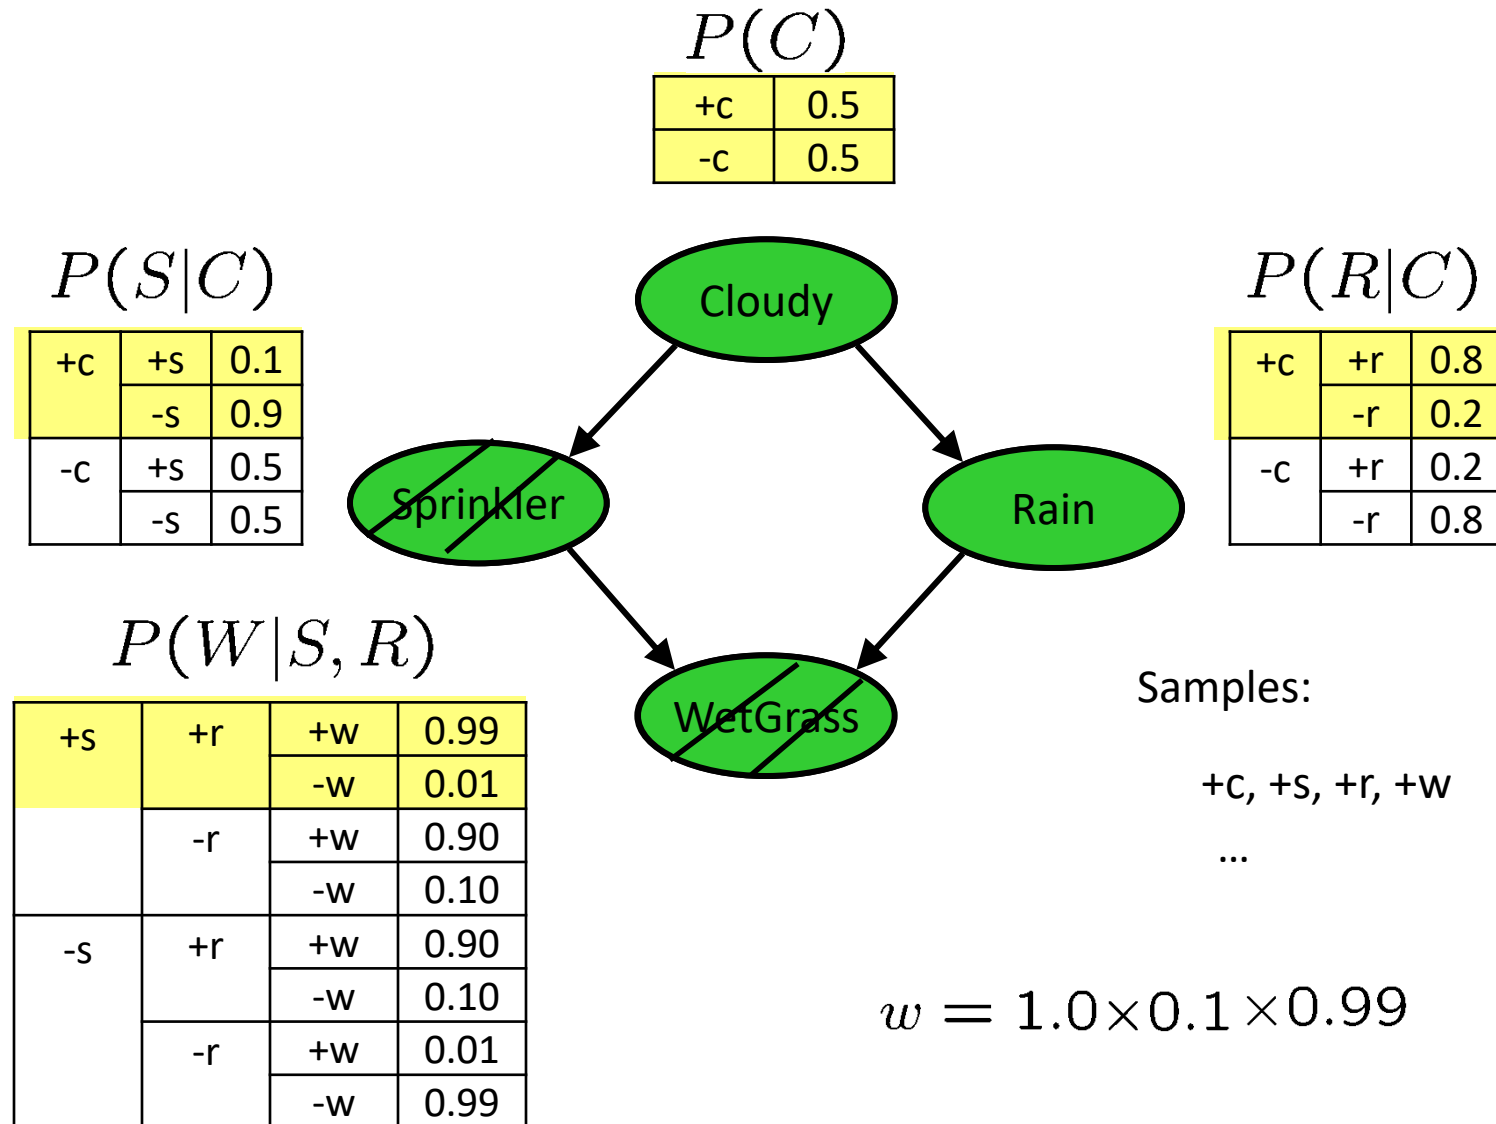 P(C)
+c 0.5
-c 0.5
P(S|C)
+c +s 0.1
-s 0.9
-c +s 0.5
-s 0.5
Cloudy
P(R|C)
+c +r 0.8
-r 0.2
-c +r 0.2
-r 0.8
Sprinkler
Rain
P(W|S, R)
+s +r +w 0.99
-w 0.01
-r +w 0.90
-w 0.10
-s +r +w 0.90
-w 0.10
-r +w 0.01
-w 0.99
WetGrass
Samples:
+c, +s, +r, +w
...
w = 1.0×0.1×0.99